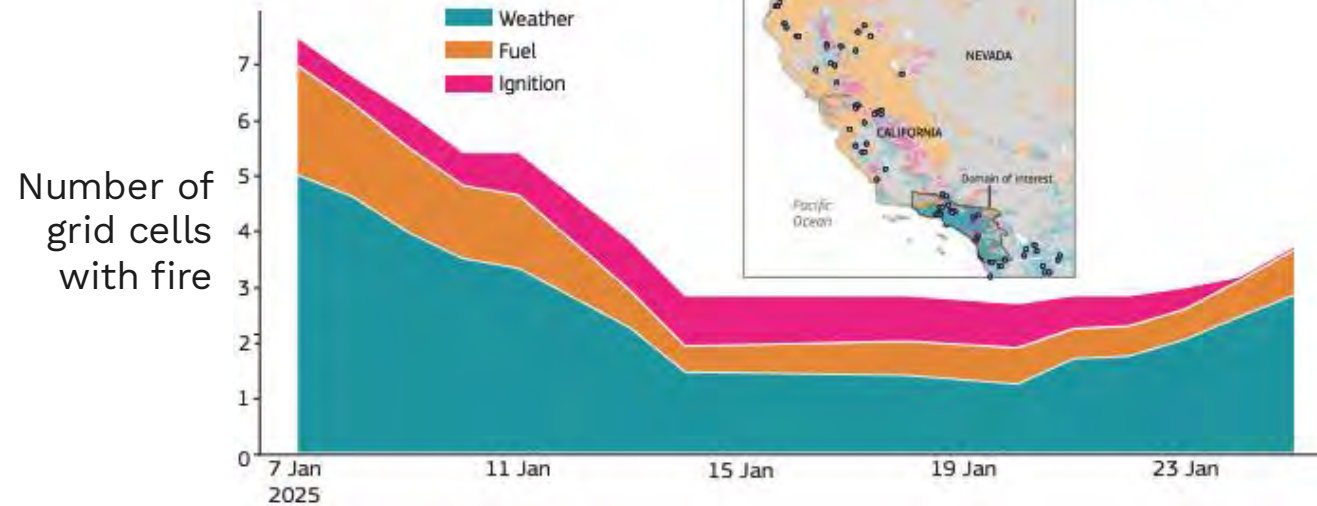 Weather
Fuel
Ignition
Number of
grid cells
with fire
7
6
5
4
3
2
1
0
7 Jan
2025
11 Jan
15 Jan
19 Jan
23 Jan
NEVADA
CALIFORNIA
Domain of interest
Pacific
Ocean